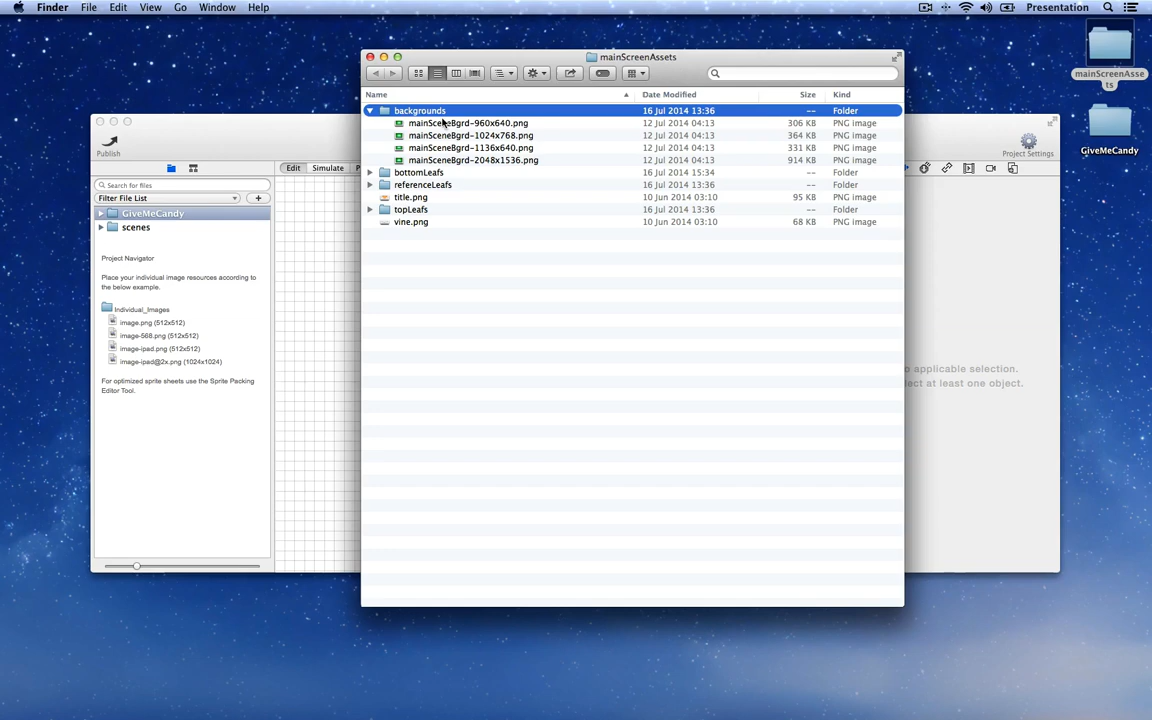 Finder File Edit View Go Window Help Presentation
mainScreenAssets
Name Date Modified Size Kind
backgrounds 16 Jul 2014 13:36 -- Folder
mainSceneBgrd-960x640.png 12 Jul 2014 04:13 306 KB PNG image
mainSceneBgrd-1024x768.png 12 Jul 2014 04:13 364 KB PNG image
mainSceneBgrd-1136x640.png 12 Jul 2014 04:13 331 KB PNG image
mainSceneBgrd-2048x1536.png 12 Jul 2014 04:13 914 KB PNG image
bottomLeafs 16 Jul 2014 15:34 -- Folder
referenceLeafs 16 Jul 2014 13:36 -- Folder
title.png 10 Jun 2014 03:10 95 KB PNG image
topLeafs 16 Jul 2014 13:36 -- Folder
vine.png 10 Jun 2014 03:10 68 KB PNG image
Publish
Edit Simulate P
Search for files
Filter File List +
GiveMeCandy
scenes
Project Navigator
Place your individual image resources according to
the below example.
Individual_Images
image.png (512x512)
image-568.png (512x512)
image-ipad.png (512x512)
image-ipad@2x.png (1024x1024)
For optimized sprite sheets use the Sprite Packing
Editor Tool.
Project Settings
o applicable selection.
lect at least one object.
mainScreenAsse
ts
GiveMeCandy